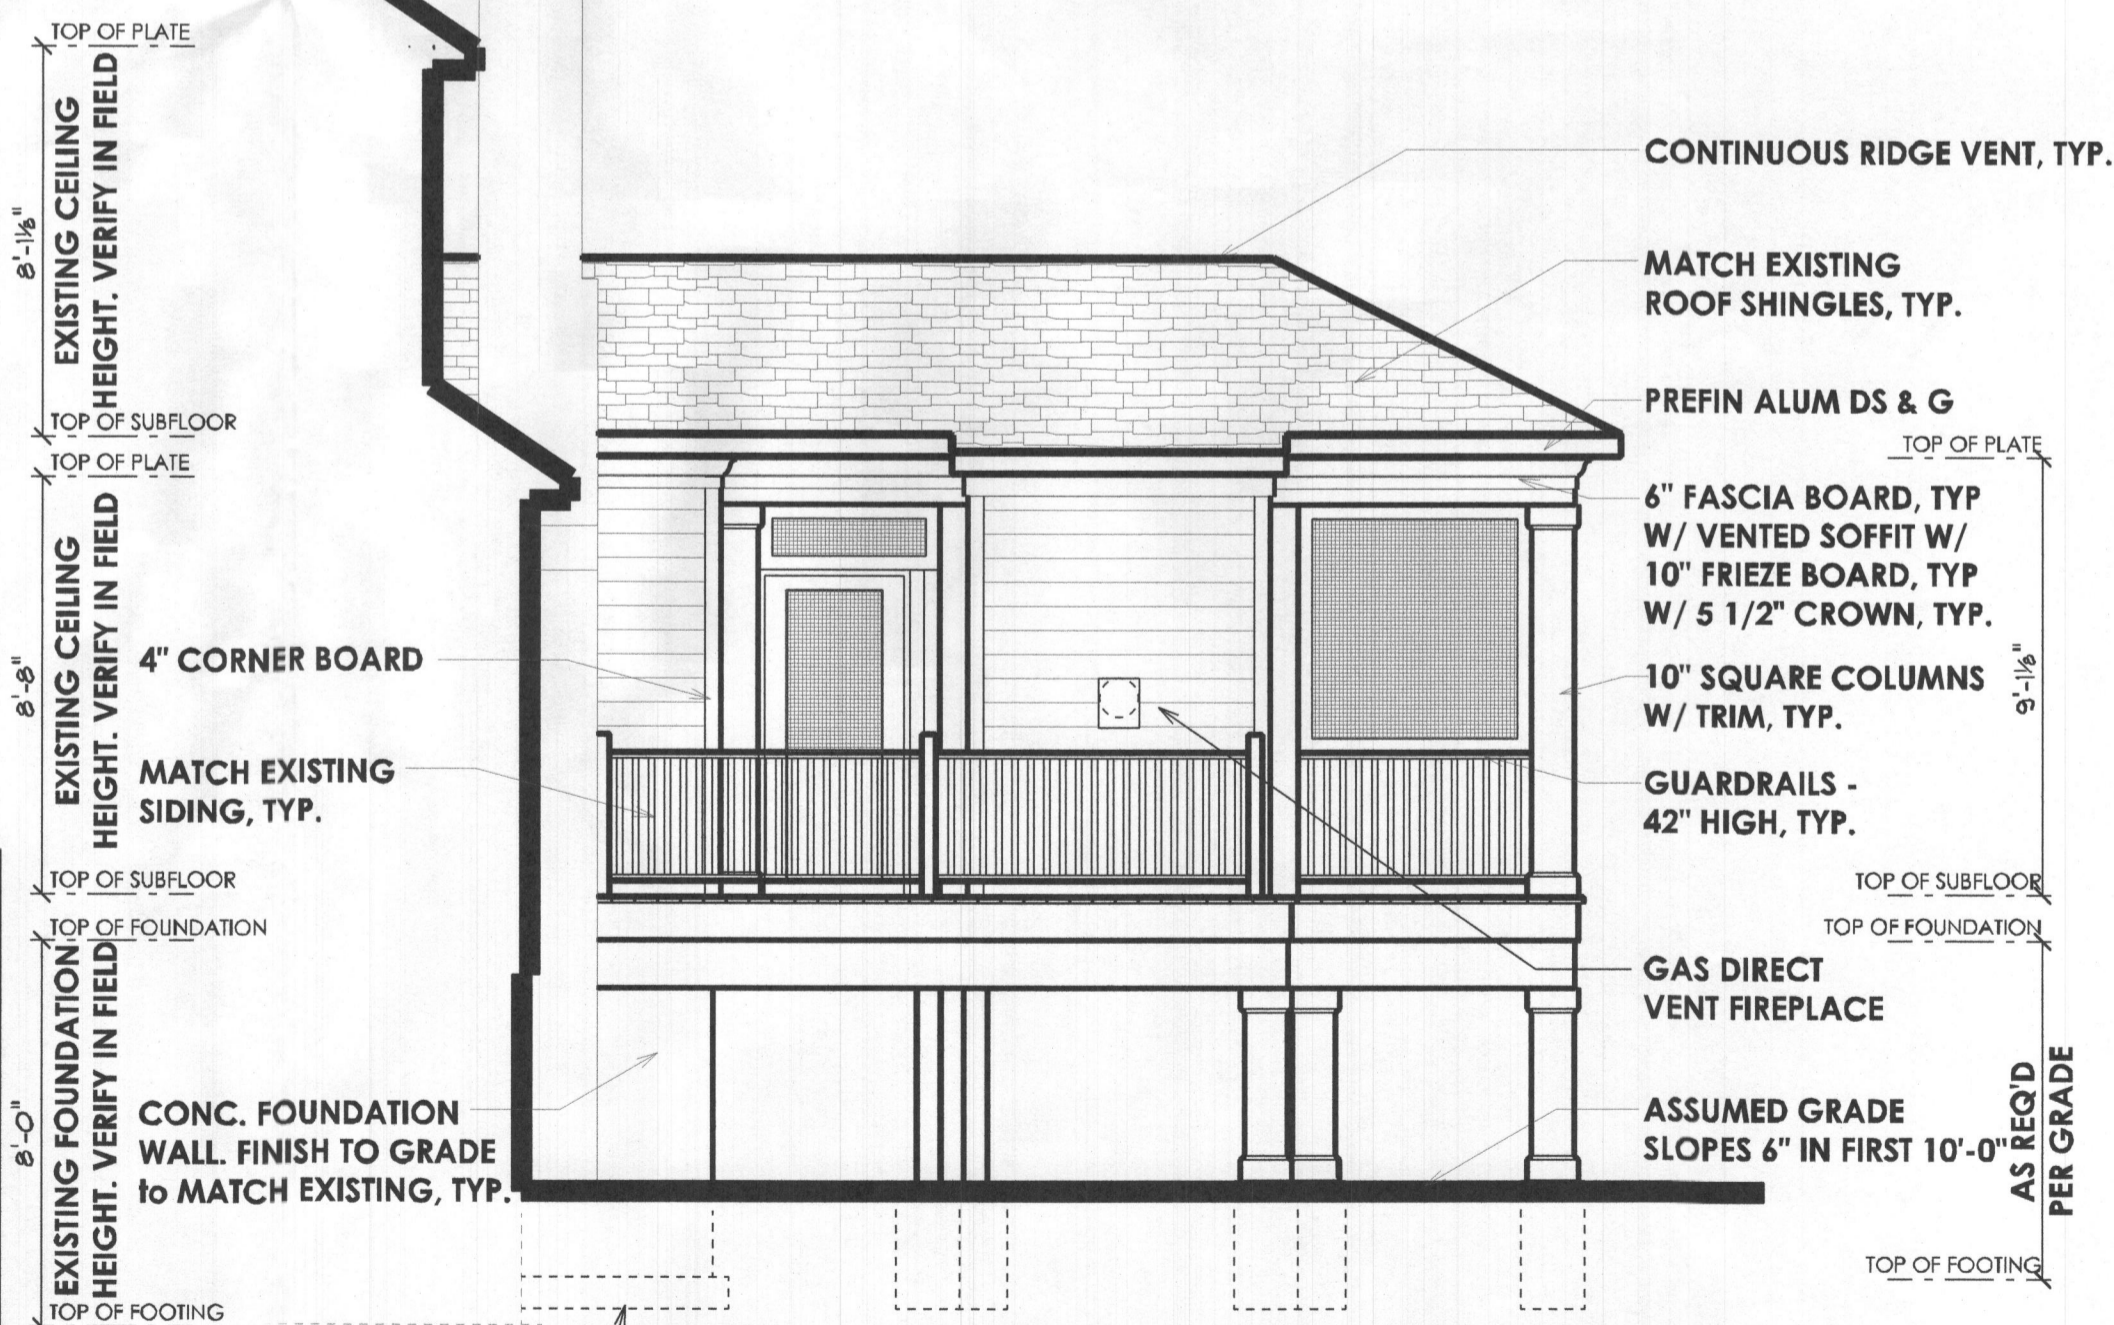 TOP OF PLATE
EXISTING CEILING
HEIGHT. VERIFY IN FIELD
8'-1⅛"
TOP OF SUBFLOOR
TOP OF PLATE
EXISTING CEILING
HEIGHT. VERIFY IN FIELD
8'-8"
TOP OF SUBFLOOR
TOP OF FOUNDATION
EXISTING FOUNDATION
HEIGHT. VERIFY IN FIELD
8'-0"
TOP OF FOOTING
4" CORNER BOARD
MATCH EXISTING
SIDING, TYP.
CONC. FOUNDATION
WALL. FINISH TO GRADE
to MATCH EXISTING, TYP.
CONTINUOUS RIDGE VENT, TYP.
MATCH EXISTING
ROOF SHINGLES, TYP.
PREFIN ALUM DS & G
TOP OF PLATE
6" FASCIA BOARD, TYP
W/ VENTED SOFFIT W/
10" FRIEZE BOARD, TYP
W/ 5 1/2" CROWN, TYP.
10" SQUARE COLUMNS
W/ TRIM, TYP.
9'-1⅛"
GUARDRAILS -
42" HIGH, TYP.
TOP OF SUBFLOOR
TOP OF FOUNDATION
GAS DIRECT
VENT FIREPLACE
ASSUMED GRADE
SLOPES 6" IN FIRST 10'-0"
AS REQ'D
PER GRADE
TOP OF FOOTING